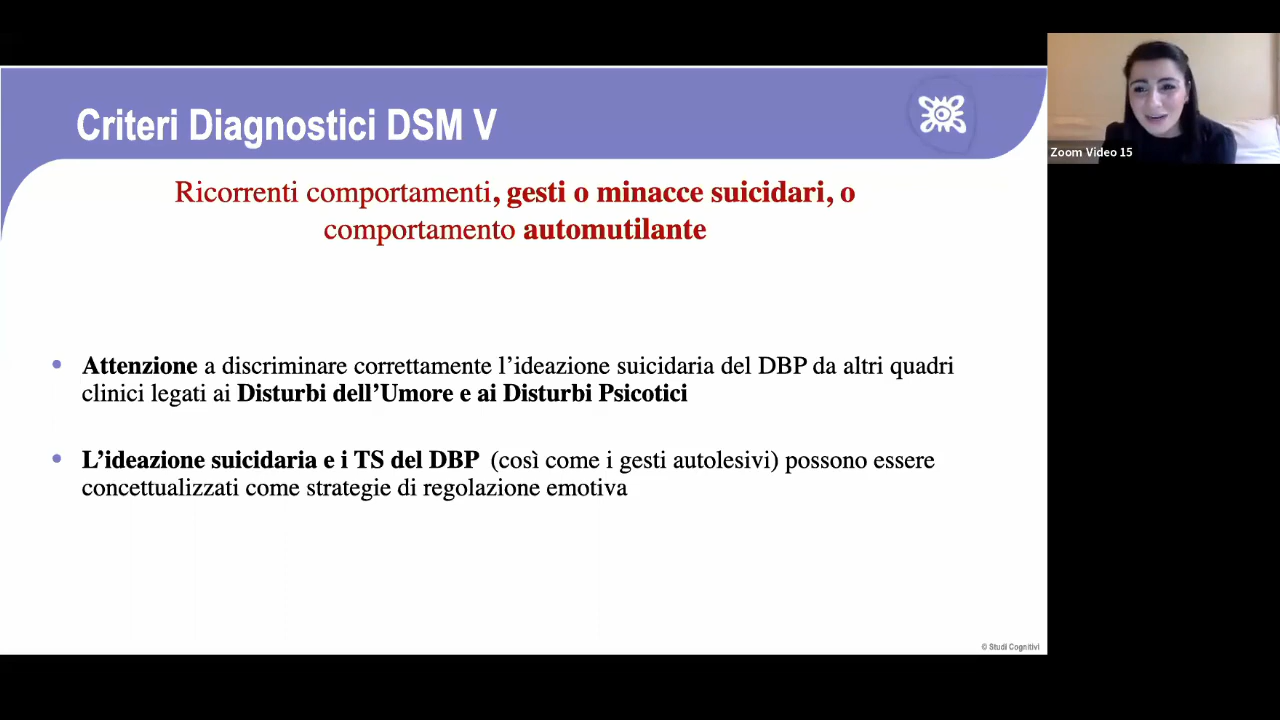 Criteri Diagnostici DSM V
Zoom Video 15
Ricorrenti comportamenti, gesti o minacce suicidari, o
comportamento automutilante
• Attenzione a discriminare correttamente l’ideazione suicidaria del DBP da altri quadri
clinici legati ai Disturbi dell’Umore e ai Disturbi Psicotici
• L’ideazione suicidaria e i TS del DBP (così come i gesti autolesivi) possono essere
concettualizzati come strategie di regolazione emotiva
© Studi Cognitivi